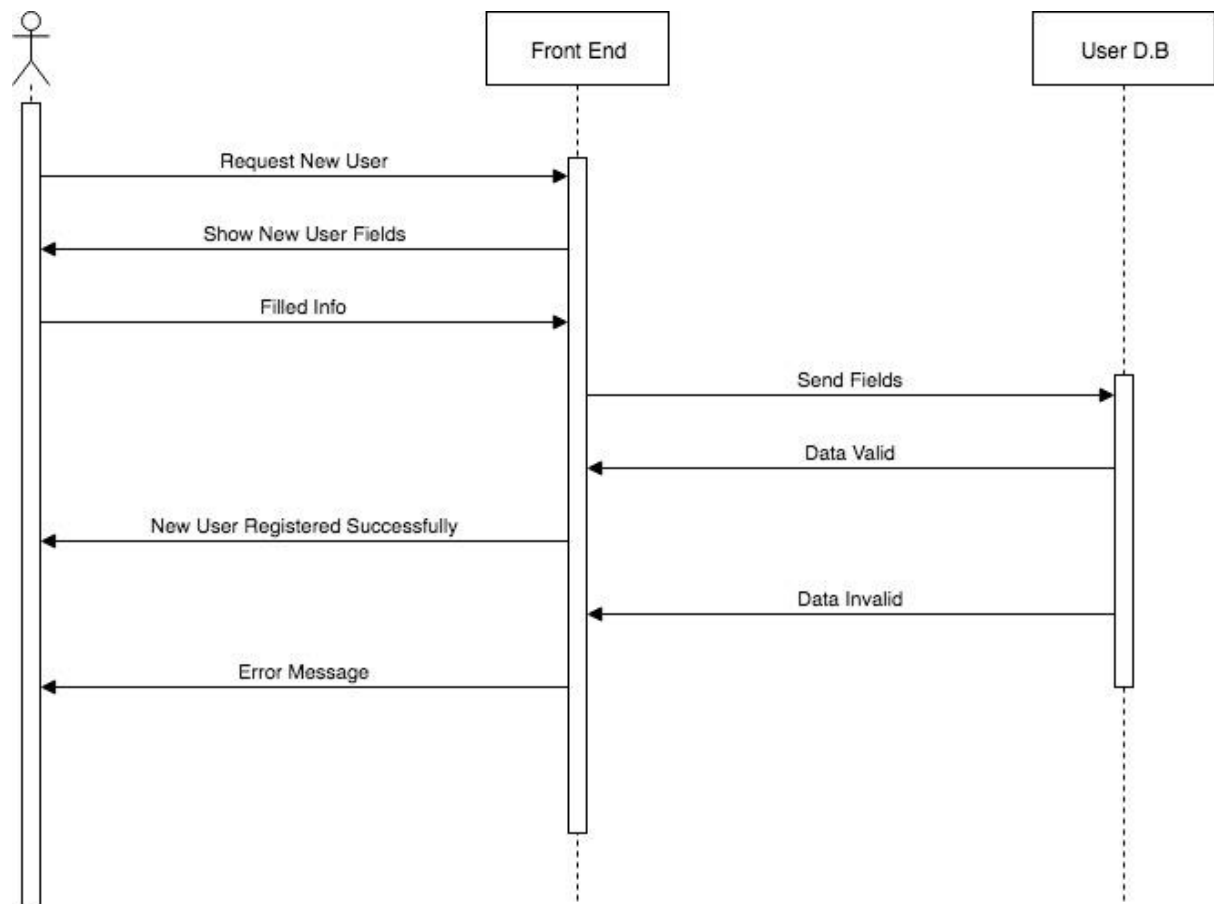 Front End
User D.B
Request New User
Show New User Fields
Filled Info
Send Fields
Data Valid
New User Registered Successfully
Data Invalid
Error Message